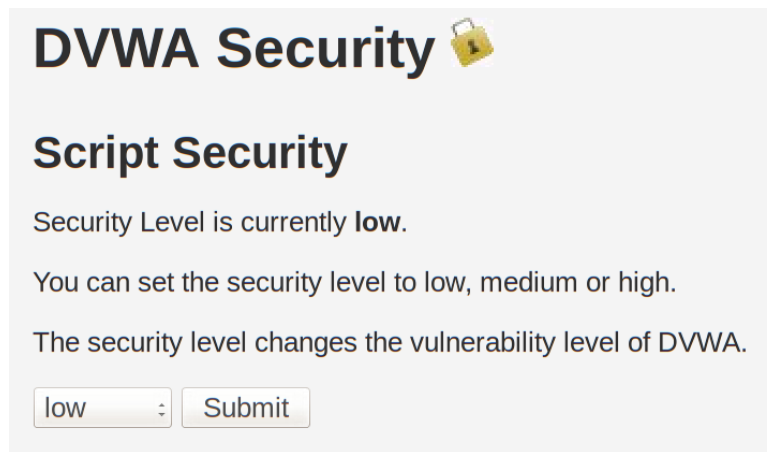 DVWA Security
Script Security
Security Level is currently low.
You can set the security level to low, medium or high.
The security level changes the vulnerability level of DVWA.
low Submit